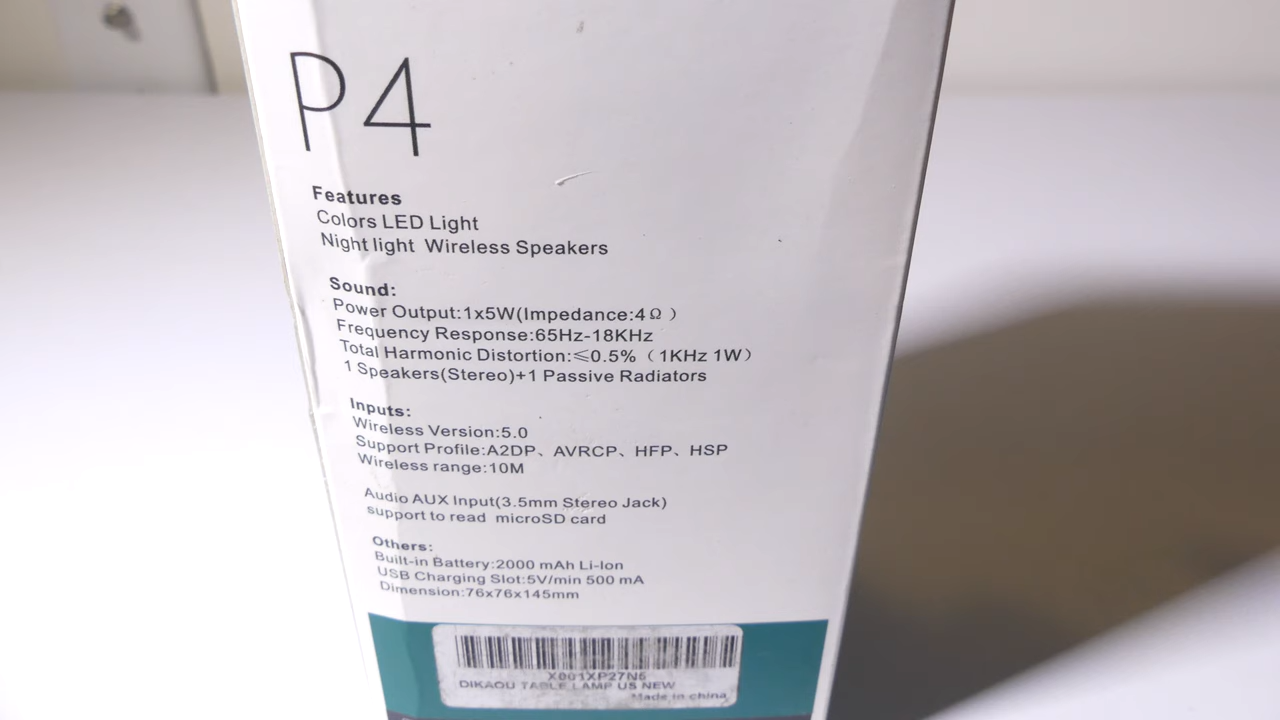 P4
Features
Colors LED Light
Night light Wireless Speakers
Sound:
Power Output:1x5W(Impedance:4Ω)
Frequency Response:65Hz-18KHz
Total Harmonic Distortion:≤0.5%(1KHz 1W)
1 Speakers(Stereo)+1 Passive Radiators
Inputs:
Wireless Version:5.0
Support Profile:A2DP、AVRCP、HFP、HSP
Wireless range:10M
Audio AUX Input(3.5mm Stereo Jack)
support to read microSD card
Others:
Built-in Battery:2000 mAh Li-Ion
USB Charging Slot:5V/min 500 mA
Dimension:76x76x145mm
X001XP27N5
DIKAOU TABLE LAMP US NEW
Made in china